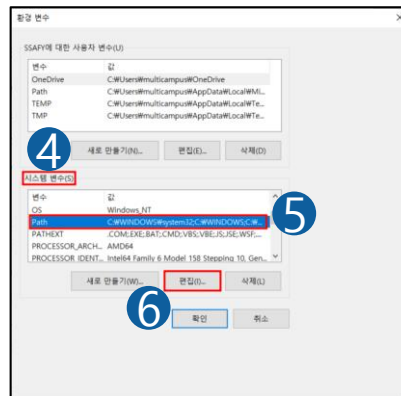 환경 변수
SSAFY에 대한 사용자 변수(U)
변수 값
OneDrive C:₩Users₩multicampus₩OneDrive
Path C:₩Users₩multicampus₩AppData₩Local₩Mi...
TEMP C:₩Users₩multicampus₩AppData₩Local₩Te...
TMP C:₩Users₩multicampus₩AppData₩Local₩Te...
4
새로 만들기(N)... 편집(E)... 삭제(D)
시스템 변수(S)
변수 값
5
OS Windows_NT
Path C:₩WINDOWS₩system32;C:₩WINDOWS;C:₩...
PATHEXT .COM;.EXE;.BAT;.CMD;.VBS;.VBE;.JS;.JSE;.WSF;...
PROCESSOR_ARCH... AMD64
PROCESSOR_IDENT... Intel64 Family 6 Model 158 Stepping 10, Gen...
새로 만들기(W)... 편집(I)... 삭제(L)
6
확인 취소